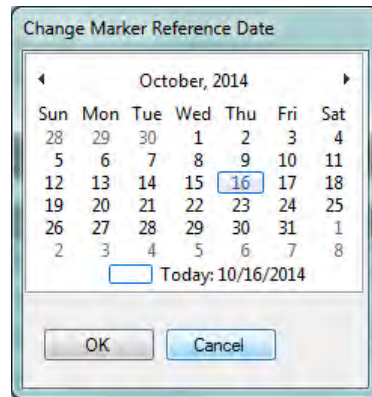 Change Marker Reference Date
October, 2014
Sun Mon Tue Wed Thu Fri Sat
28 29 30 1 2 3 4
5 6 7 8 9 10 11
12 13 14 15 16 17 18
19 20 21 22 23 24 25
26 27 28 29 30 31 1
2 3 4 5 6 7 8
Today: 10/16/2014
OK Cancel